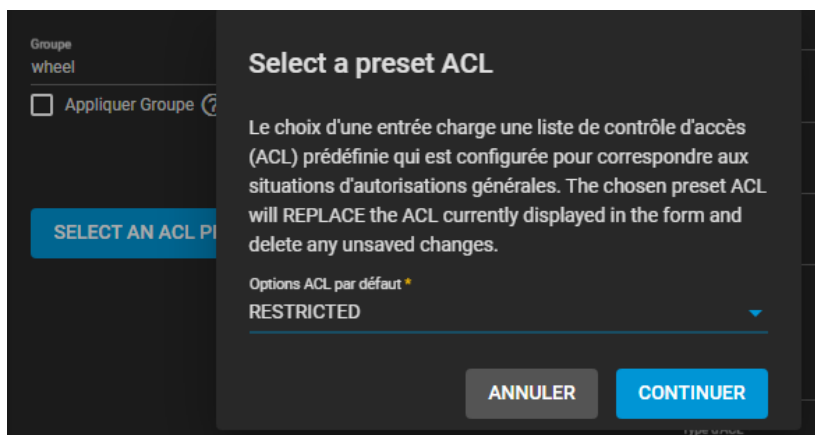 Groupe
wheel
Appliquer Groupe
SELECT AN ACL
Select a preset ACL
Le choix d'une entrée charge une liste de contrôle d'accès
(ACL) prédéfinie qui est configurée pour correspondre aux
situations d'autorisations générales. The chosen preset ACL
will REPLACE the ACL currently displayed in the form and
delete any unsaved changes.
Options ACL par défaut *
RESTRICTED
ANNULER
CONTINUER